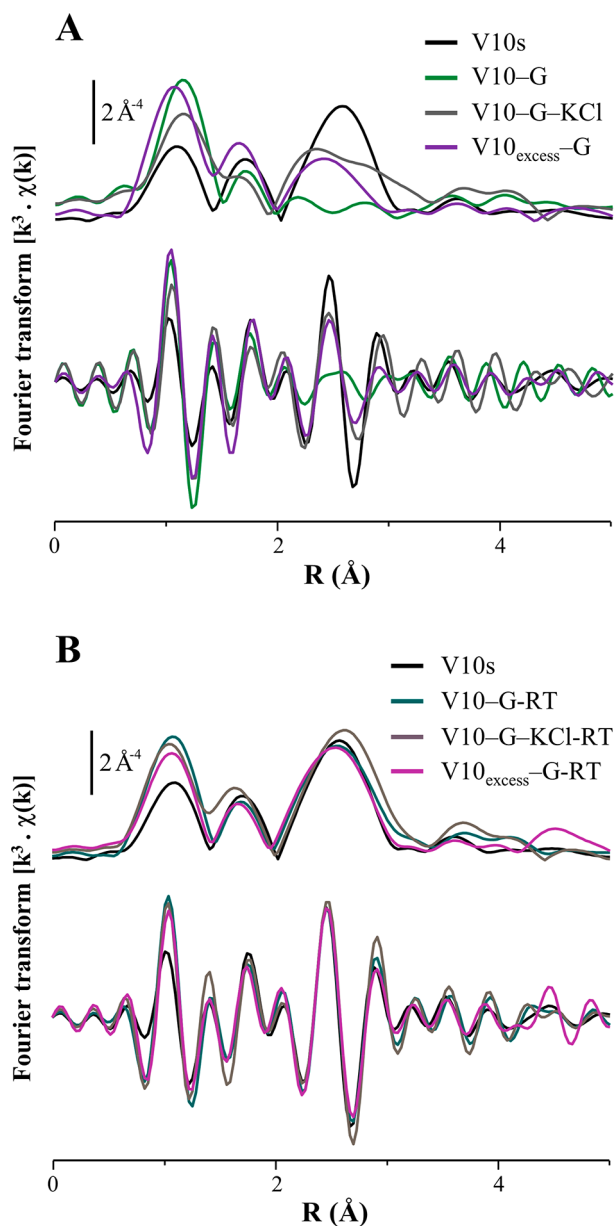 A
V10s
V10–G
V10–G–KCl
V10excess–G
2 Å-4
Fourier transform [k3 · χ(k)]
0 2 4
R (Å)
B
V10s
V10–G-RT
V10–G–KCl-RT
V10excess–G-RT
2 Å-4
Fourier transform [k3 · χ(k)]
0 2 4
R (Å)